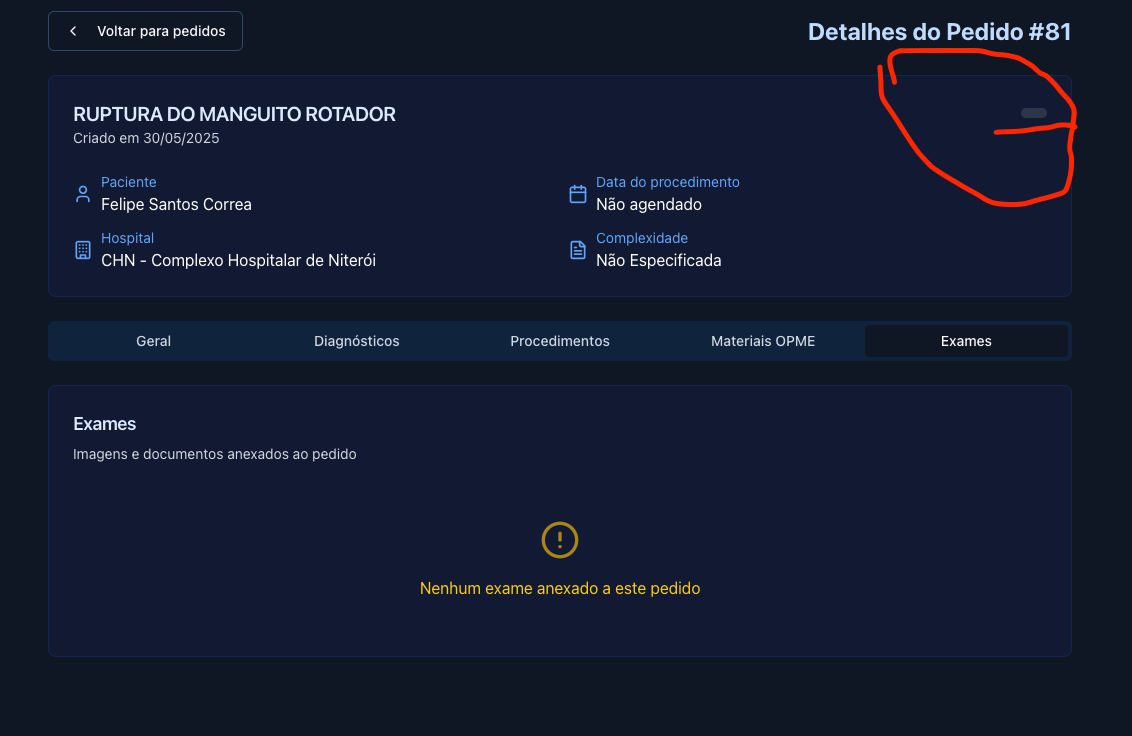 Voltar para pedidos
Detalhes do Pedido #81
RUPTURA DO MANGUITO ROTADOR
Criado em 30/05/2025
Paciente
Felipe Santos Correa
Data do procedimento
Não agendado
Hospital
CHN - Complexo Hospitalar de Niterói
Complexidade
Não Especificada
Geral
Diagnósticos
Procedimentos
Materiais OPME
Exames
Exames
Imagens e documentos anexados ao pedido
Nenhum exame anexado a este pedido